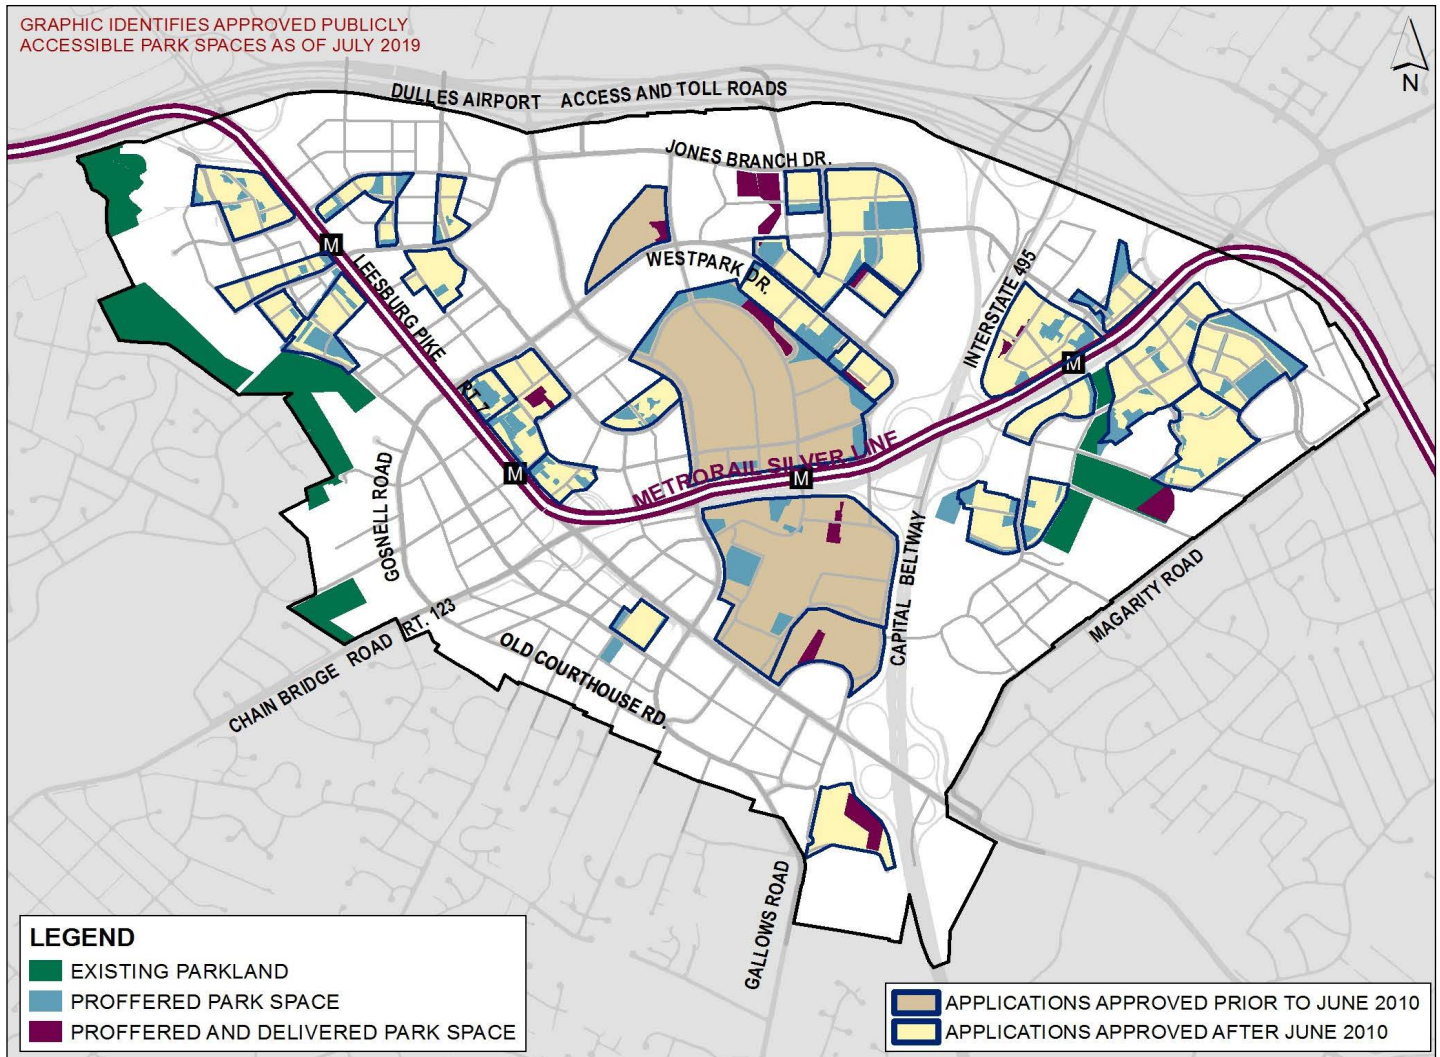 GRAPHIC IDENTIFIES APPROVED PUBLICLY
ACCESSIBLE PARK SPACES AS OF JULY 2019
N
DULLES AIRPORT ACCESS AND TOLL ROADS
JONES BRANCH DR.
M
WESTPARK DR.
INTERSTATE 495
LEESBURG PIKE
RT. 7
M
M
METRORAIL SILVER LINE
M
GOSNELL ROAD
CAPITAL BELTWAY
MAGARITY ROAD
CHAIN BRIDGE ROAD RT. 123
OLD COURTHOUSE RD.
GALLOWS ROAD
LEGEND
EXISTING PARKLAND
PROFFERED PARK SPACE
PROFFERED AND DELIVERED PARK SPACE
APPLICATIONS APPROVED PRIOR TO JUNE 2010
APPLICATIONS APPROVED AFTER JUNE 2010